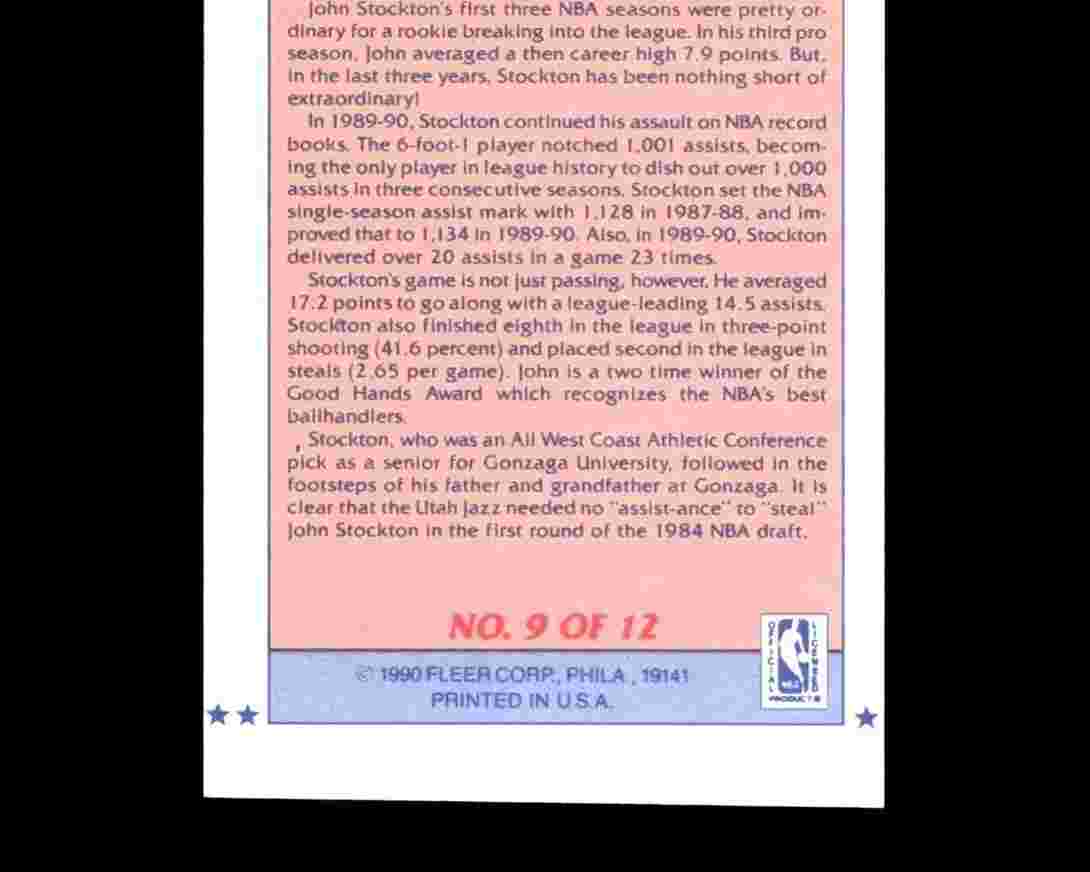 John Stockton's first three NBA seasons were pretty or-
dinary for a rookie breaking into the league. In his third pro
season, John averaged a then career high 7.9 points. But,
in the last three years, Stockton has been nothing short of
extraordinary!
In 1989-90, Stockton continued his assault on NBA record
books. The 6-foot-1 player notched 1,001 assists, becom-
ing the only player in league history to dish out over 1,000
assists in three consecutive seasons. Stockton set the NBA
single-season assist mark with 1,128 in 1987-88, and im-
proved that to 1,134 in 1989-90. Also, in 1989-90, Stockton
delivered over 20 assists in a game 23 times.
Stockton's game is not just passing, however. He averaged
17.2 points to go along with a league-leading 14.5 assists.
Stockton also finished eighth in the league in three-point
shooting (41.6 percent) and placed second in the league in
steals (2.65 per game). John is a two time winner of the
Good Hands Award which recognizes the NBA's best
ballhandlers.
Stockton, who was an All West Coast Athletic Conference
pick as a senior for Gonzaga University, followed in the
footsteps of his father and grandfather at Gonzaga. It is
clear that the Utah Jazz needed no "assist-ance" to "steal"
John Stockton in the first round of the 1984 NBA draft.
NO. 9 OF 12
OFFICIAL LICENSED
NBA
PRODUCT ®
© 1990 FLEER CORP., PHILA., 19141
PRINTED IN U.S.A.